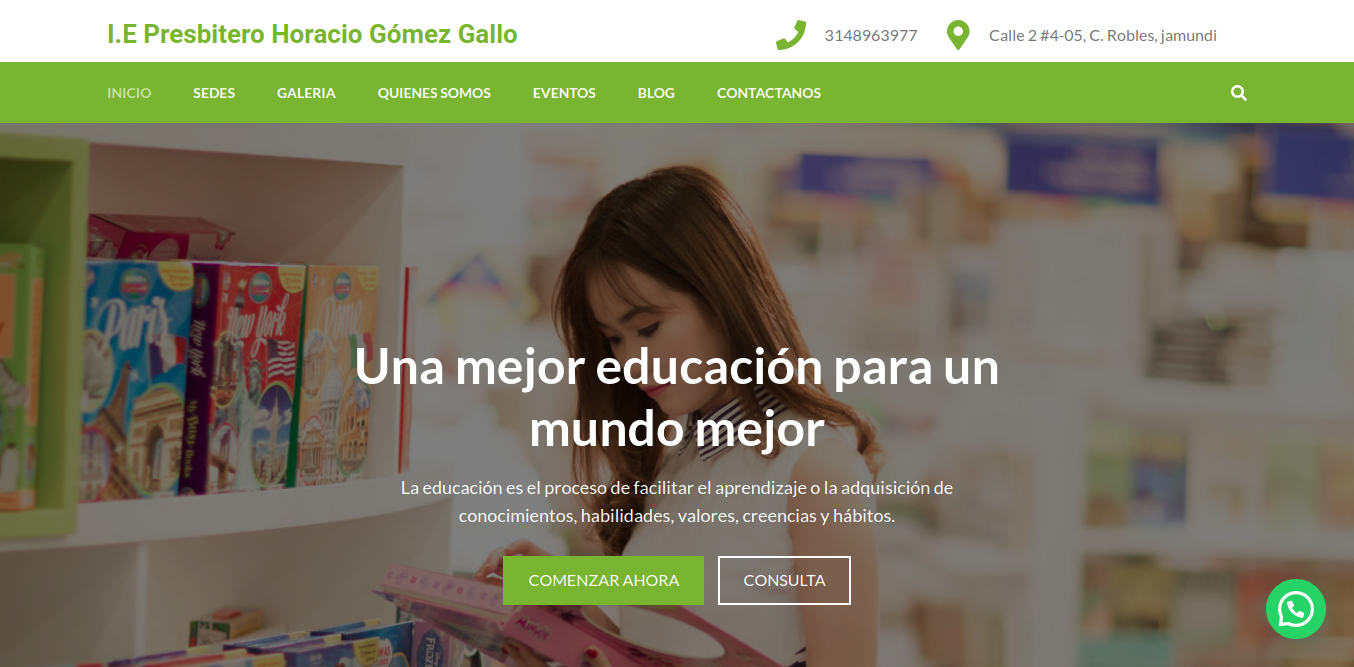 I.E Presbitero Horacio Gómez Gallo
3148963977
Calle 2 #4-05, C. Robles, jamundi
INICIO SEDES GALERIA QUIENES SOMOS EVENTOS BLOG CONTACTANOS
Paris
New York
Rome
New York
Una mejor educación para un
mundo mejor
La educación es el proceso de facilitar el aprendizaje o la adquisición de
conocimientos, habilidades, valores, creencias y hábitos.
COMENZAR AHORA
CONSULTA